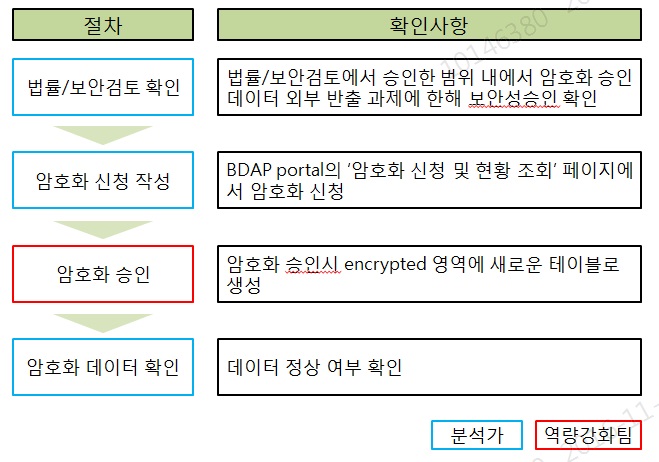 절차
확인사항
법률/보안검토 확인
법률/보안검토에서 승인한 범위 내에서 암호화 승인
데이터 외부 반출 과제에 한해 보안성승인 확인
암호화 신청 작성
BDAP portal의 '암호화 신청 및 현황 조회' 페이지에
서 암호화 신청
암호화 승인
암호화 승인시 encrypted 영역에 새로운 테이블로
생성
암호화 데이터 확인
데이터 정상 여부 확인
분석가
역량강화팀
10146380